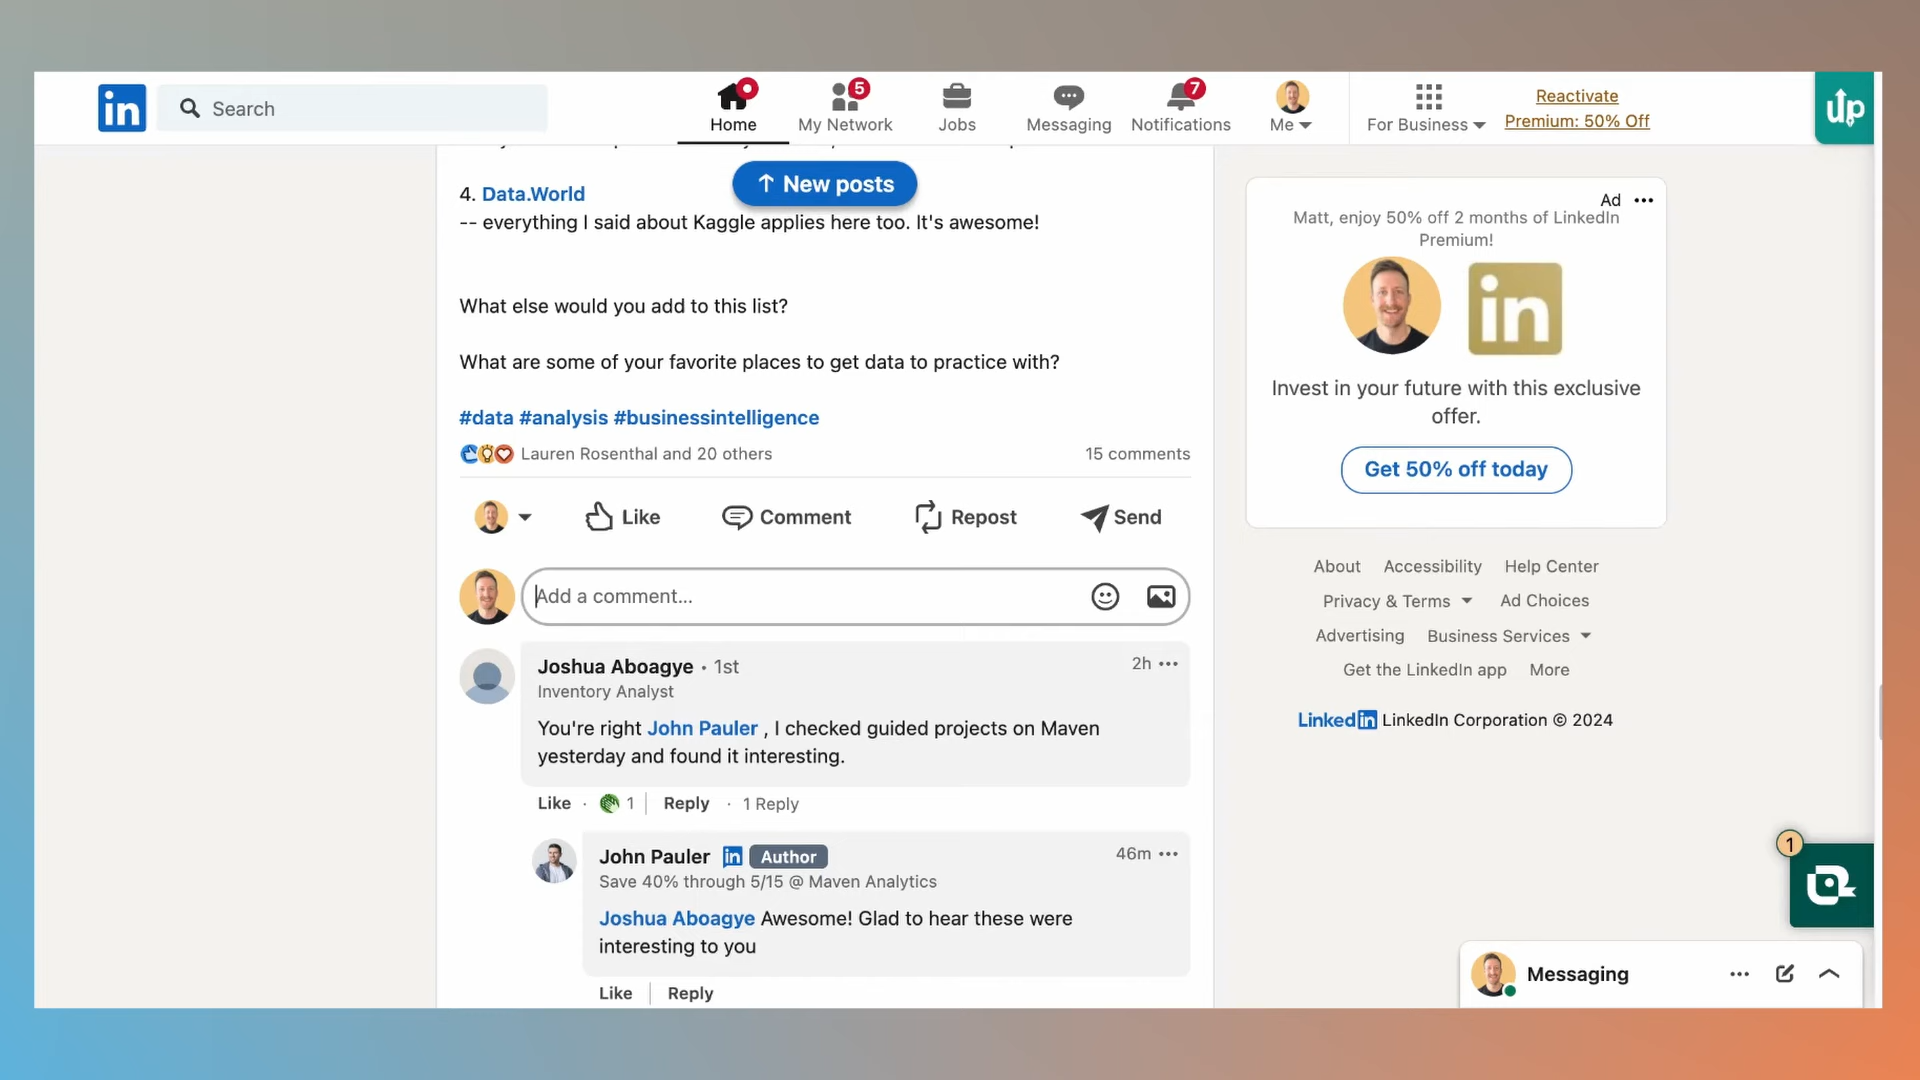 in
Search
Home
5
My Network
Jobs
Messaging
7
Notifications
Me
For Business
Reactivate
Premium: 50% Off
up
↑ New posts
4. Data.World
-- everything I said about Kaggle applies here too. It's awesome!
What else would you add to this list?
What are some of your favorite places to get data to practice with?
#data #analysis #businessintelligence
Lauren Rosenthal and 20 others
15 comments
Like
Comment
Repost
Send
Add a comment...
Joshua Aboagye • 1st
2h
Inventory Analyst
You're right John Pauler , I checked guided projects on Maven
yesterday and found it interesting.
Like · 1 | Reply · 1 Reply
John Pauler in Author
46m
Save 40% through 5/15 @ Maven Analytics
Joshua Aboagye Awesome! Glad to hear these were
interesting to you
Like | Reply
Ad
Matt, enjoy 50% off 2 months of LinkedIn
Premium!
in
Invest in your future with this exclusive
offer.
Get 50% off today
About Accessibility Help Center
Privacy & Terms Ad Choices
Advertising Business Services
Get the LinkedIn app More
LinkedIn LinkedIn Corporation © 2024
1
Messaging